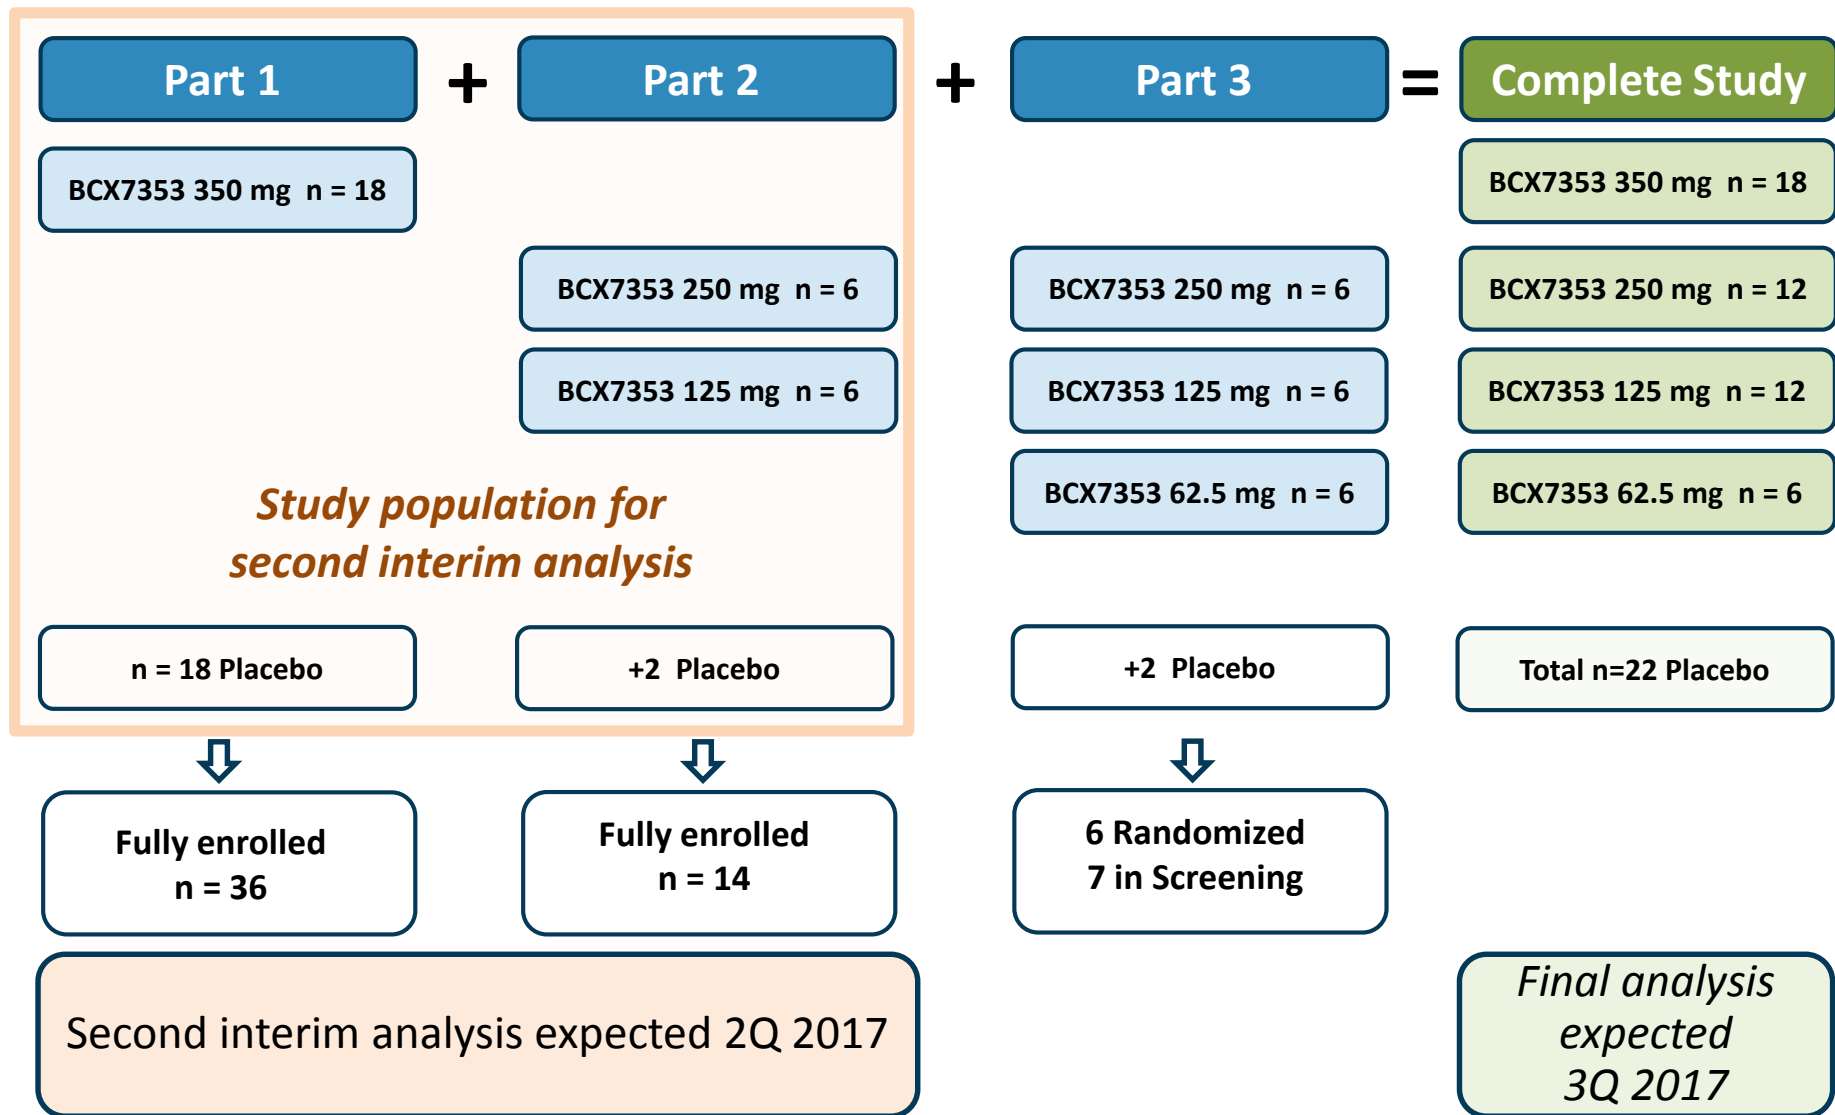 Part 1 + Part 2 + Part 3 = Complete Study
BCX7353 350 mg n = 18
BCX7353 350 mg n = 18
BCX7353 250 mg n = 6
BCX7353 250 mg n = 6
BCX7353 250 mg n = 12
BCX7353 125 mg n = 6
BCX7353 125 mg n = 6
BCX7353 125 mg n = 12
BCX7353 62.5 mg n = 6
BCX7353 62.5 mg n = 6
Study population for
second interim analysis
n = 18 Placebo
+2 Placebo
+2 Placebo
Total n=22 Placebo
Fully enrolled
n = 36
Fully enrolled
n = 14
6 Randomized
7 in Screening
Second interim analysis expected 2Q 2017
Final analysis
expected
3Q 2017